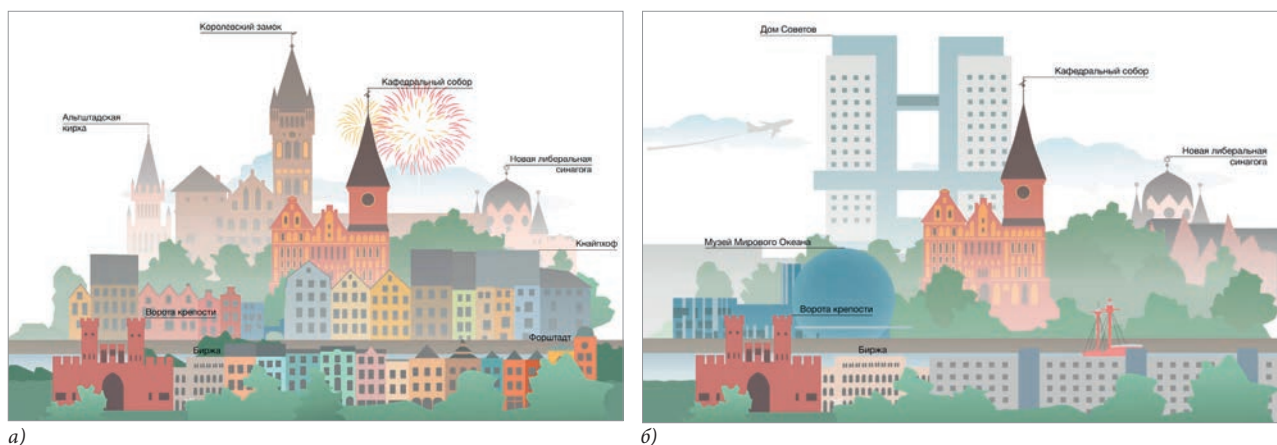 Королевский замок
Кафедральный собор
Альтштадская
кирха
Новая либеральная
синагога
Кнайпхоф
Ворота крепости
Форштадт
Биржа
а)
Дом Советов
Кафедральный собор
Новая либеральная
синагога
Музей Мирового Океана
Ворота крепости
Биржа
б)